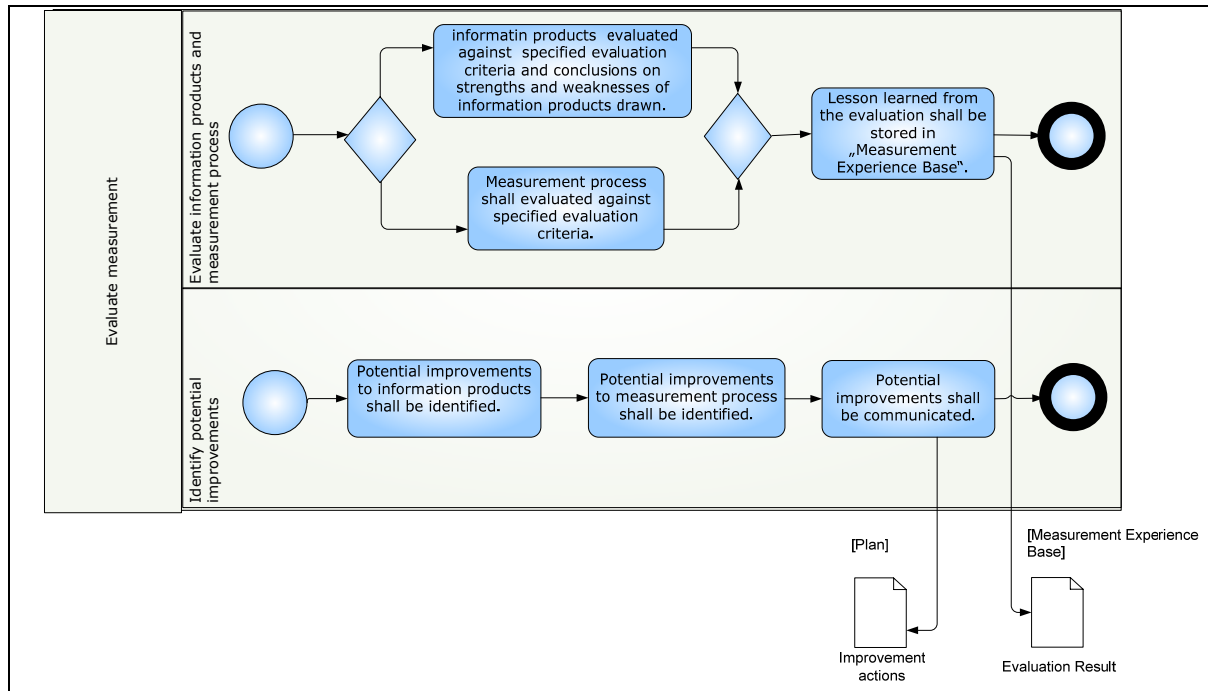 Evaluate measurement
Evaluate information products and
measurement process
informatin products  evaluated
against  specified evaluation
criteria and conclusions on
strengths and weaknesses of
information products drawn.
Measurement process
shall evaluated against
specified evaluation
criteria.
Lesson learned from
the evaluation shall be
stored in
„Measurement
Experience Base“.
Identify potential
improvements
Potential improvements
to information products
shall be identified.
Potential improvements
to measurement process
shall be identified.
Potential
improvements shall
be communicated.
[Plan]
Improvement
actions
[Measurement Experience
Base]
Evaluation Result